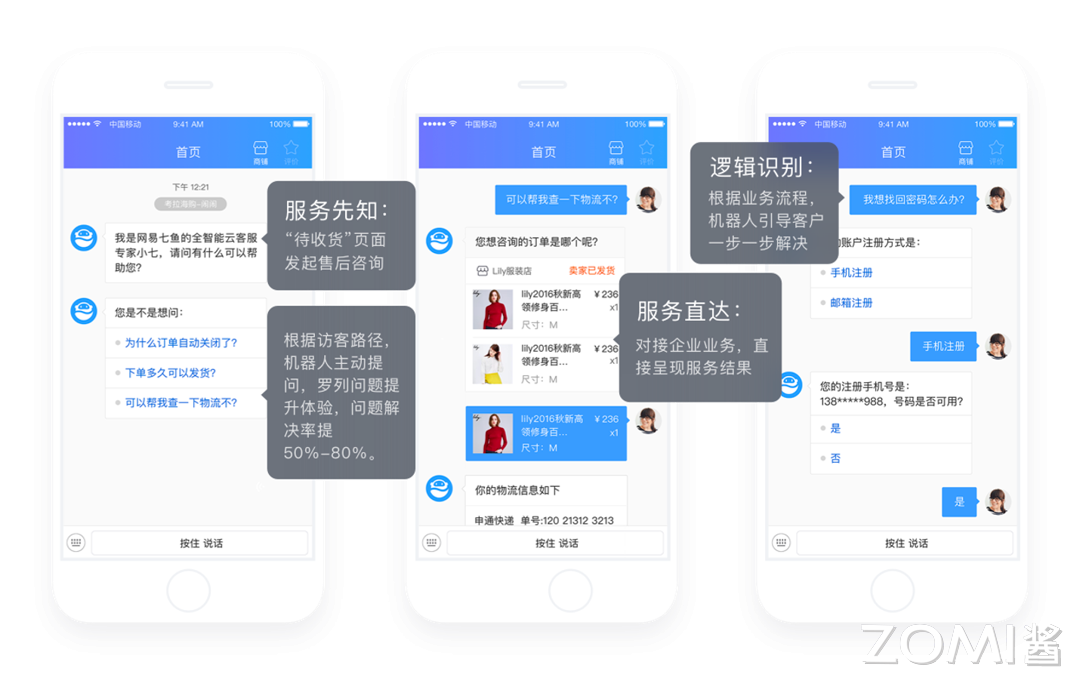 中国移动 9:41 AM 100%
首页
商铺 评价
下午 12:21
考拉海购-闹闹
我是网易七鱼的全智能云客服
专家小七，请问有什么可以帮
助您?
您是不是想问：
为什么订单自动关闭了?
下单多久可以发货?
可以帮我查一下物流不?
按住 说话
服务先知：
“待收货”页面
发起售后咨询
根据访客路径，
机器人主动提
问，罗列问题提
升体验，问题解
决率提
50%-80%。
中国移动 9:41 AM 100%
首页
商铺 评价
可以帮我查一下物流不?
您想咨询的订单是哪个呢?
Lily服装店 卖家已发货
lily2016秋新高 ￥236
领修身百... x1
尺寸：M
lily2016秋新高 ￥236
领修身百... x1
尺寸：M
lily2016秋新高 ￥236
领修身百... x1
尺寸：M
你的物流信息如下
申通快递 单号:120 21312 3213
按住 说话
服务直达：
对接企业业务，直
接呈现服务结果
中国移动 9:41 AM 100%
首页
商铺 评价
逻辑识别：
根据业务流程，
机器人引导客户
一步一步解决
我想找回密码怎么办?
账户注册方式是：
手机注册
邮箱注册
手机注册
您的注册手机号是：
138*****988，号码是否可用?
是
否
是
按住 说话
ZOMI酱